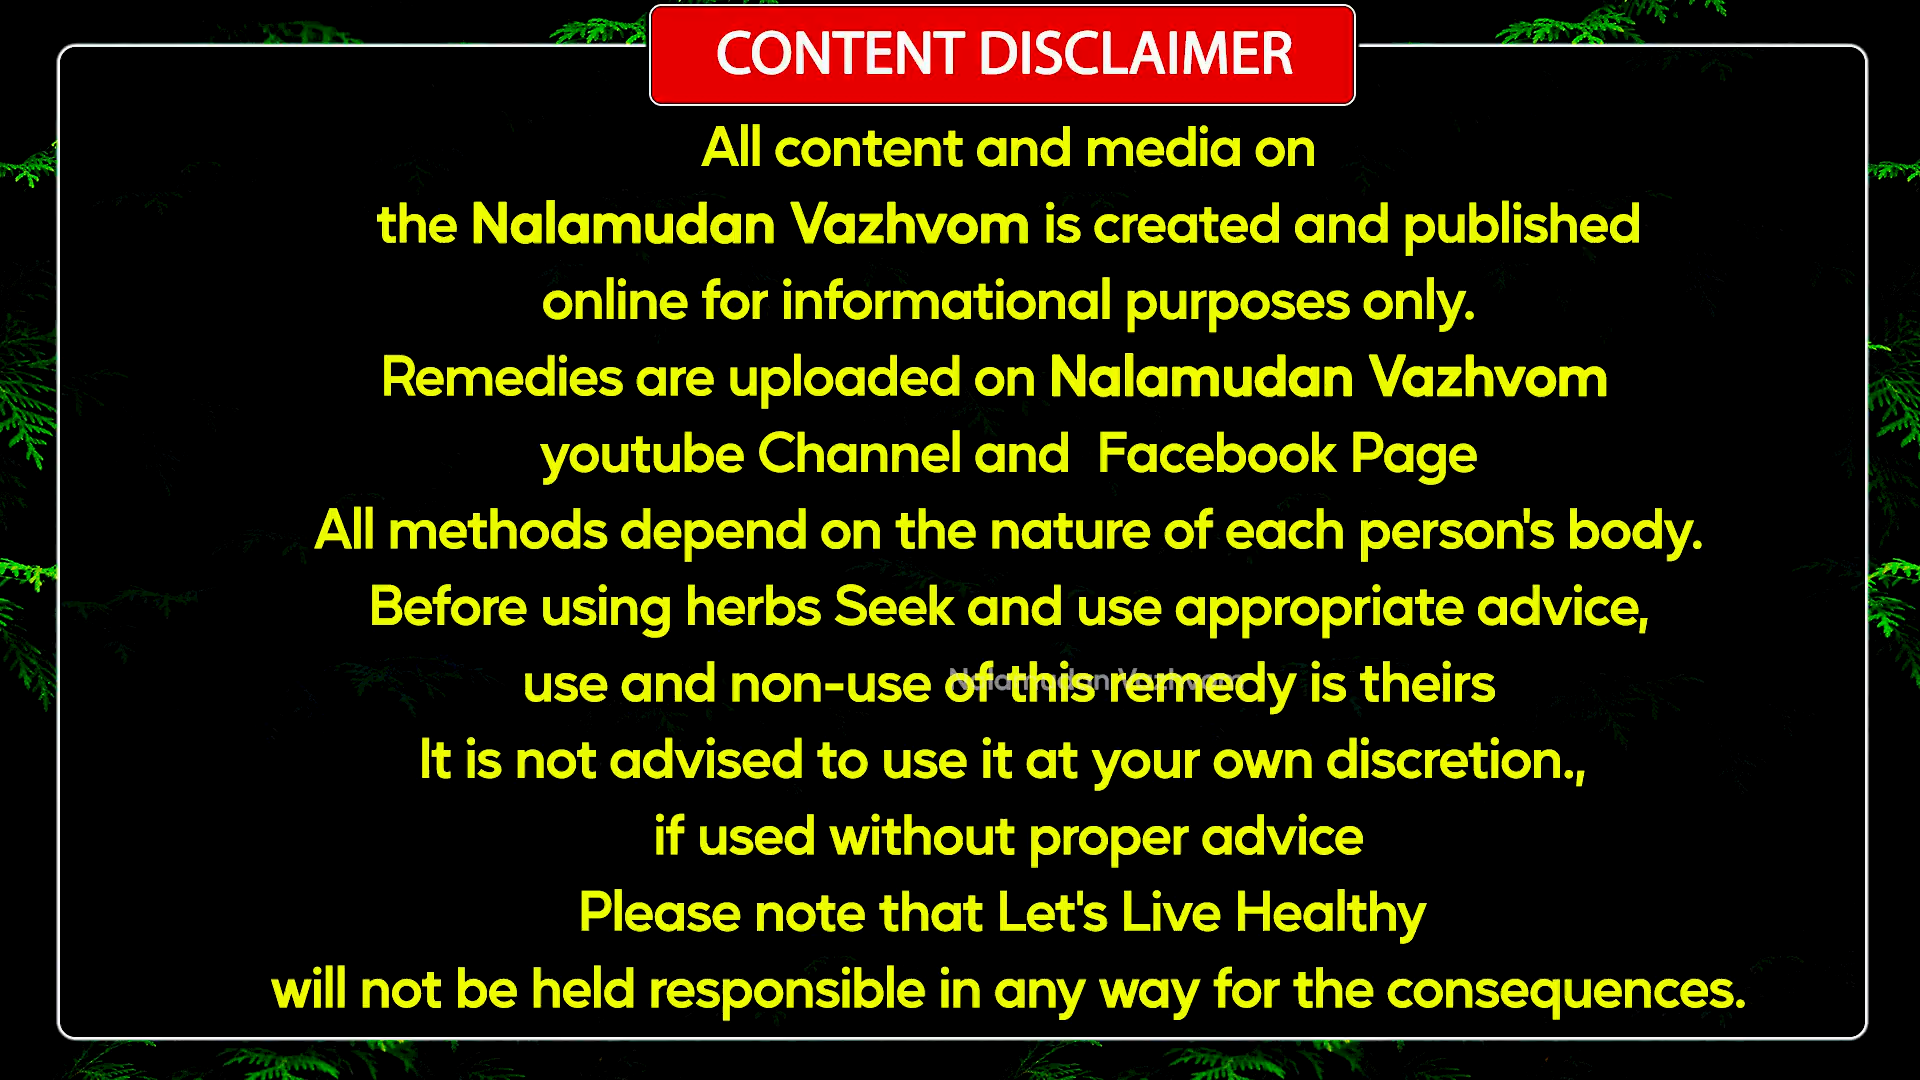 CONTENT DISCLAIMER
All content and media on
the Nalamudan Vazhvom is created and published
online for informational purposes only.
Remedies are uploaded on Nalamudan Vazhvom
youtube Channel and  Facebook Page
All methods depend on the nature of each person's body.
Before using herbs Seek and use appropriate advice,
use and non-use of this remedy is theirs
Nalamudan Vazhvom
It is not advised to use it at your own discretion.,
if used without proper advice
Please note that Let's Live Healthy
will not be held responsible in any way for the consequences.